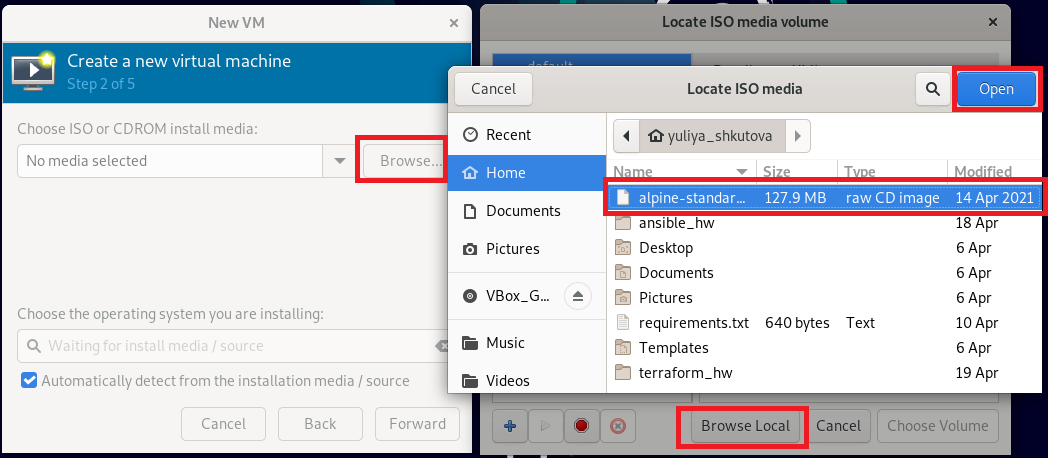 New VM
Create a new virtual machine
Step 2 of 5
Choose ISO or CDROM install media:
No media selected
Browse...
Choose the operating system you are installing:
Waiting for install media / source
Automatically detect from the installation media / source
Cancel
Back
Forward
Locate ISO media volume
default
Cancel
Locate ISO media
Open
Recent
Home
Documents
Pictures
VBox_G...
Music
Videos
yuliya_shkutova
Name Size Type Modified
alpine-standar... 127.9 MB raw CD image 14 Apr 2021
ansible_hw 18 Apr
Desktop 6 Apr
Documents 6 Apr
Pictures 6 Apr
requirements.txt 640 bytes Text 10 Apr
Templates 6 Apr
terraform_hw 19 Apr
Browse Local
Cancel
Choose Volume